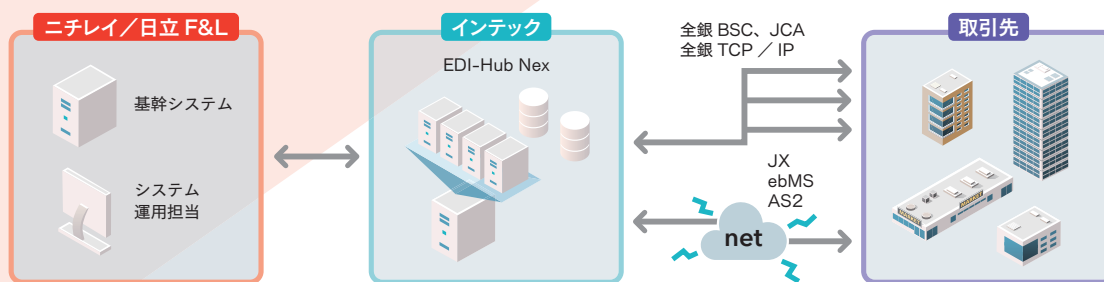 ニチレイ／日立 F&L
基幹システム
システム
運用担当
インテック
EDI-Hub Nex
全銀 BSC、JCA
全銀 TCP ／ IP
JX
ebMS
AS2
net
取引先
MARKET
MARKET